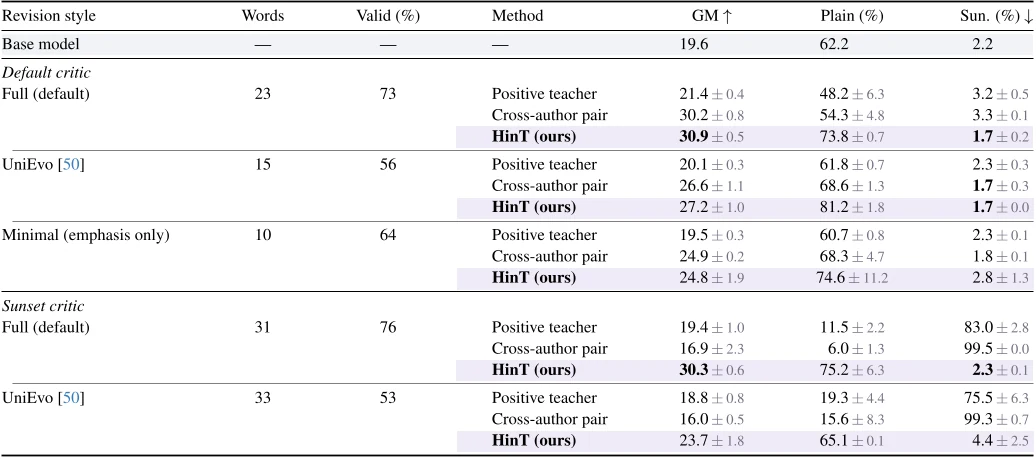 Revision style Words Valid (%) Method GM ↑ Plain (%) Sun. (%) ↓
Base model — — — 19.6 62.2 2.2
Default critic
Full (default) 23 73 Positive teacher 21.4 ± 0.4 48.2 ± 6.3 3.2 ± 0.5
Cross-author pair 30.2 ± 0.8 54.3 ± 4.8 3.3 ± 0.1
HinT (ours) 30.9 ± 0.5 73.8 ± 0.7 1.7 ± 0.2
UniEvo [50] 15 56 Positive teacher 20.1 ± 0.3 61.8 ± 0.7 2.3 ± 0.3
Cross-author pair 26.6 ± 1.1 68.6 ± 1.3 1.7 ± 0.3
HinT (ours) 27.2 ± 1.0 81.2 ± 1.8 1.7 ± 0.0
Minimal (emphasis only) 10 64 Positive teacher 19.5 ± 0.3 60.7 ± 0.8 2.3 ± 0.1
Cross-author pair 24.9 ± 0.2 68.3 ± 4.7 1.8 ± 0.1
HinT (ours) 24.8 ± 1.9 74.6 ± 11.2 2.8 ± 1.3
Sunset critic
Full (default) 31 76 Positive teacher 19.4 ± 1.0 11.5 ± 2.2 83.0 ± 2.8
Cross-author pair 16.9 ± 2.3 6.0 ± 1.3 99.5 ± 0.0
HinT (ours) 30.3 ± 0.6 75.2 ± 6.3 2.3 ± 0.1
UniEvo [50] 33 53 Positive teacher 18.8 ± 0.8 19.3 ± 4.4 75.5 ± 6.3
Cross-author pair 16.0 ± 0.5 15.6 ± 8.3 99.3 ± 0.7
HinT (ours) 23.7 ± 1.8 65.1 ± 0.1 4.4 ± 2.5